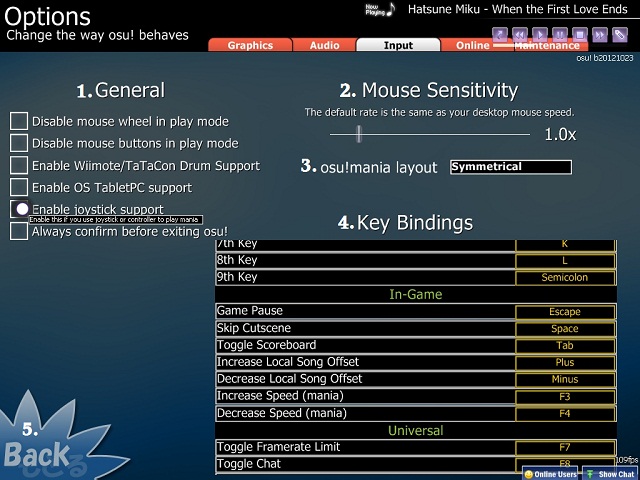 Options
Change the way osu! behaves
Now Playing
Hatsune Miku - When the First Love Ends
Graphics
Audio
Input
Online
Maintenance
osu! b20121023
1. General
Disable mouse wheel in play mode
Disable mouse buttons in play mode
Enable Wiimote/TaTaCon Drum Support
Enable OS TabletPC support
Enable joystick support
Enable this if you use joystick or controller to play mania
Always confirm before exiting osu!
2. Mouse Sensitivity
The default rate is the same as your desktop mouse speed.
1.0x
3. osu!mania layout
Symmetrical
4. Key Bindings
7th Key K
8th Key L
9th Key Semicolon
In-Game
Game Pause Escape
Skip Cutscene Space
Toggle Scoreboard Tab
Increase Local Song Offset Plus
Decrease Local Song Offset Minus
Increase Speed (mania) F3
Decrease Speed (mania) F4
Universal
Toggle Framerate Limit F7
Toggle Chat F8
5.
Back
もどる
109fps
Online Users
Show Chat